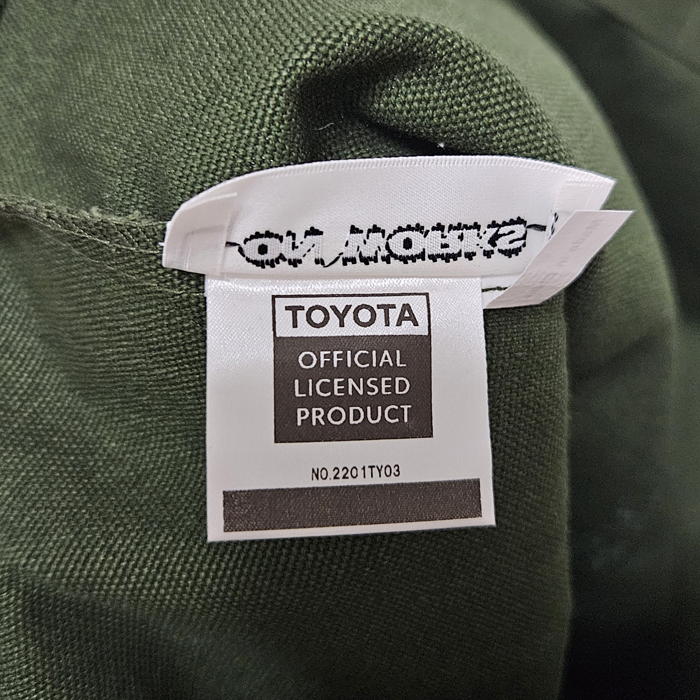 TOYOTA
OFFICIAL
LICENSED
PRODUCT
NO.2201TY03